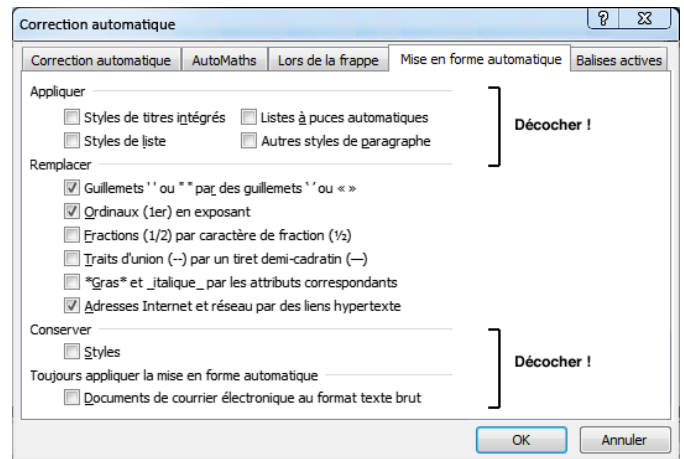 Correction automatique
Correction automatique AutoMaths Lors de la frappe Mise en forme automatique Balises actives
Appliquer
Styles de titres intégrés Listes à puces automatiques
Décocher !
Styles de liste Autres styles de paragraphe
Remplacer
Guillemets ' ' ou " " par des guillemets ‘ ’ ou « »
Ordinaux (1er) en exposant
Fractions (1/2) par caractère de fraction (½)
Traits d'union (--) par un tiret demi-cadratin (—)
*Gras* et _italique_ par les attributs correspondants
Adresses Internet et réseau par des liens hypertexte
Conserver
Styles
Décocher !
Toujours appliquer la mise en forme automatique
Documents de courrier électronique au format texte brut
OK Annuler